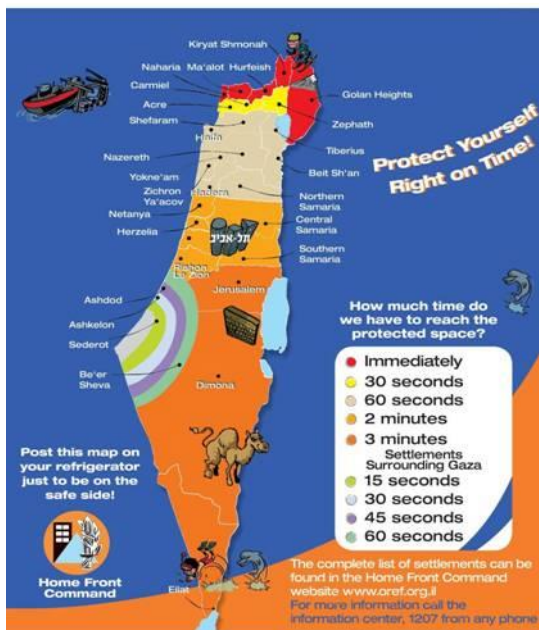 Kiryat Shmonah
Naharia Ma'alot Hurfeish
Carmiel
Golan Heights
Acre
Shefaram
Zephath
Haifa
Tiberius
Protect Yourself
Right on Time!
Nazereth
Beit Sh'an
Yokne'am
Zichron
Ya'acov
Hadera
Northern
Samaria
Netanya
Central
Samaria
Herzelia
תל-אביב
Southern
Samaria
Rishon
Le Zion
Jerusalem
Ashdod
Ashkelon
Sederot
Be'er
Sheva
Dimona
How much time do
we have to reach the
protected space?
Immediately
30 seconds
60 seconds
2 minutes
3 minutes
Settlements
Surrounding Gaza
15 seconds
30 seconds
45 seconds
60 seconds
Post this map on
your refrigerator
just to be on the
safe side!
Home Front
Command
Eilat
The complete list of settlements can be
found in the Home Front Command
website www.oref.org.il
For more information call the
information center, 1207 from any phone